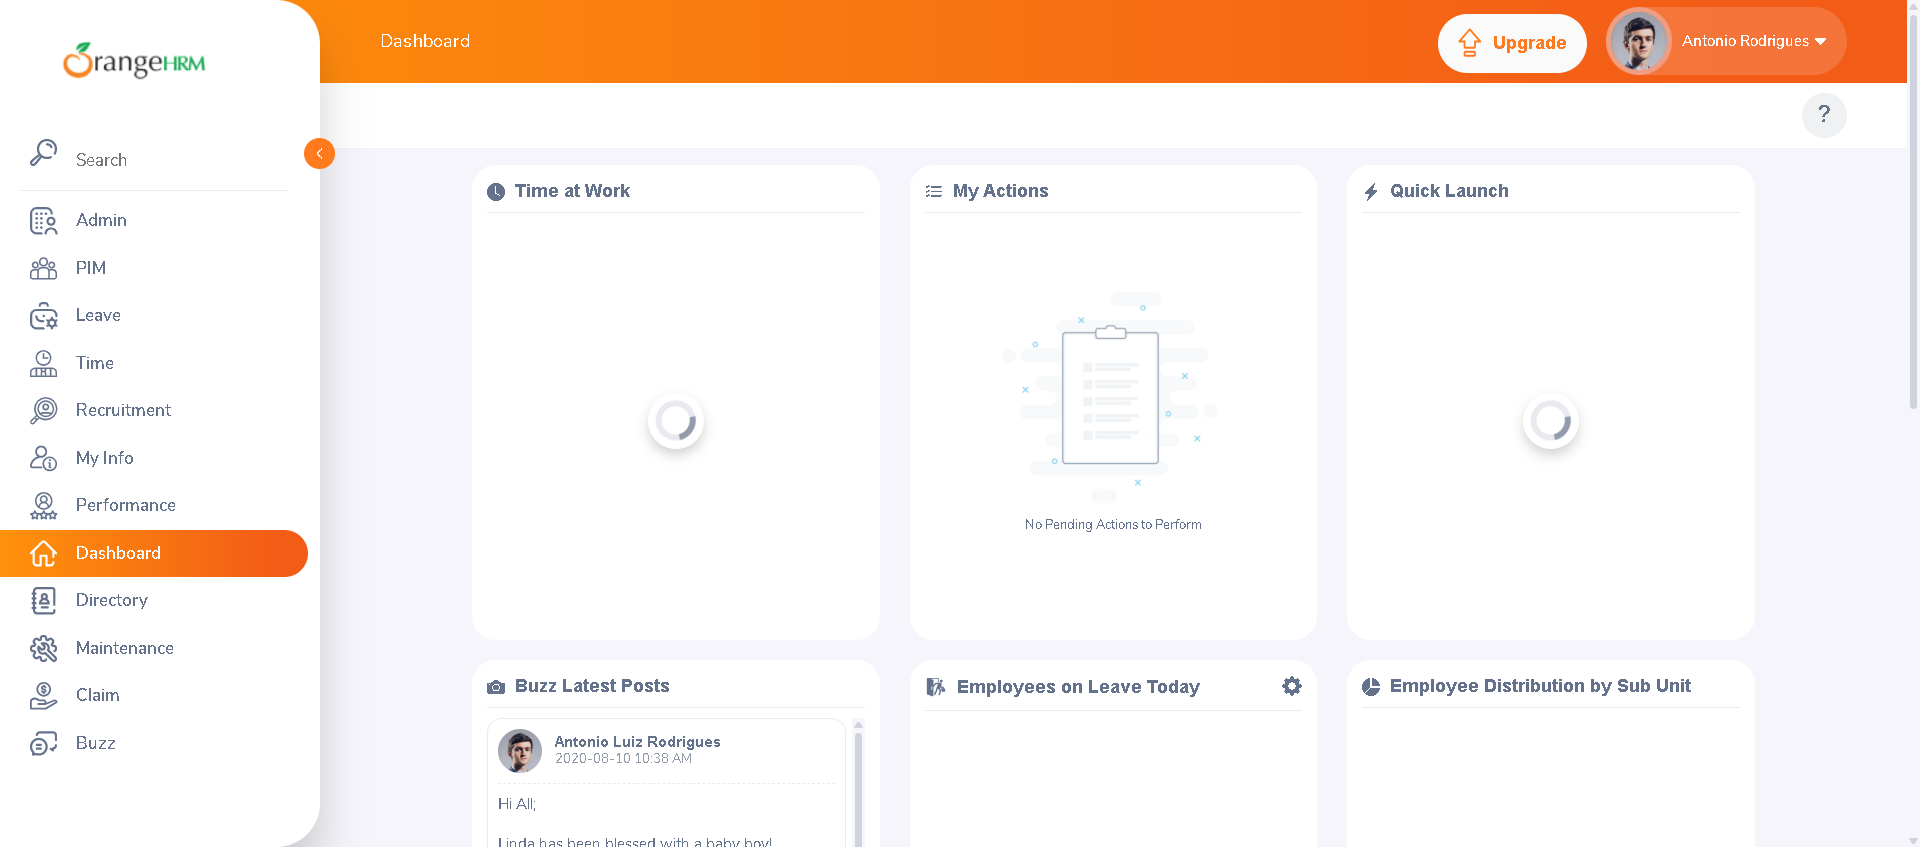 OrangeHRM
Search
Admin
PIM
Leave
Time
Recruitment
My Info
Performance
Dashboard
Directory
Maintenance
Claim
Buzz
Dashboard
Upgrade
Antonio Rodrigues
?
Time at Work
My Actions
No Pending Actions to Perform
Quick Launch
Buzz Latest Posts
Antonio Luiz Rodrigues
2020-08-10 10:38 AM
Hi All;
Linda has been blessed with a baby boy!
Employees on Leave Today
Employee Distribution by Sub Unit